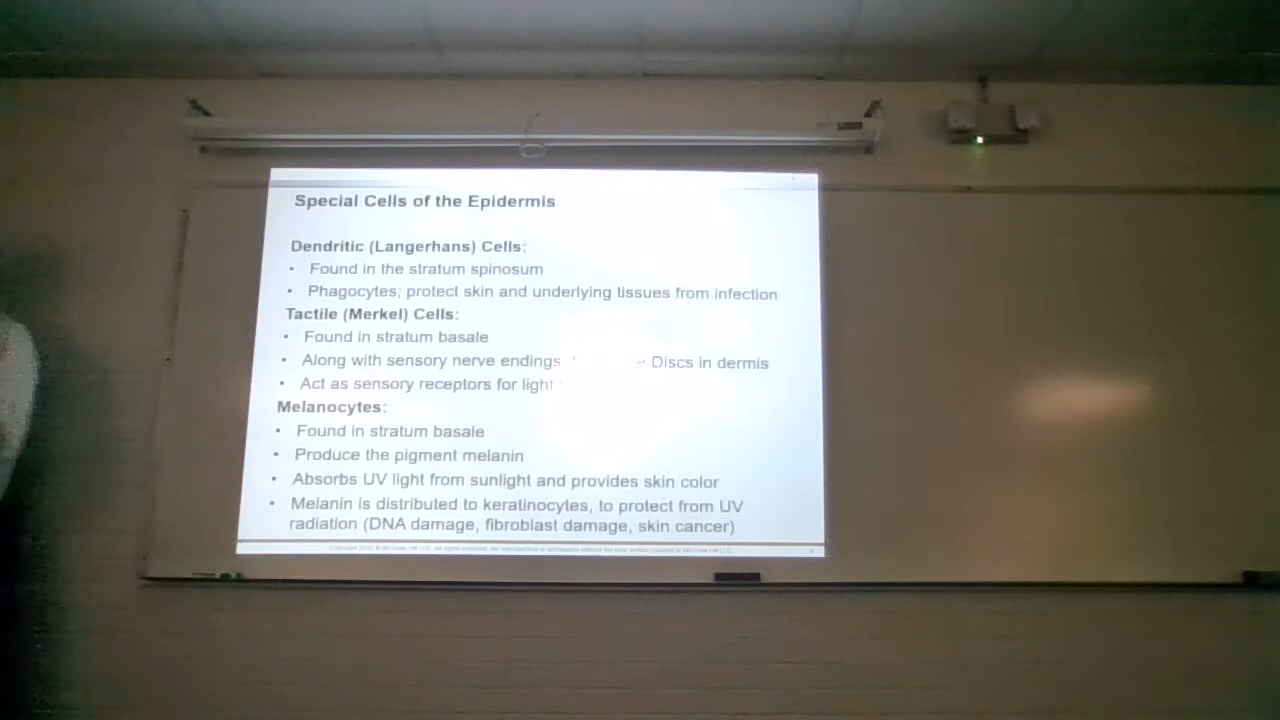 Special Cells of the Epidermis
Dendritic (Langerhans) Cells:
• Found in the stratum spinosum
• Phagocytes; protect skin and underlying tissues from infection
Tactile (Merkel) Cells:
• Found in stratum basale
• Along with sensory nerve endings Discs in dermis
• Act as sensory receptors for light
Melanocytes:
• Found in stratum basale
• Produce the pigment melanin
• Absorbs UV light from sunlight and provides skin color
• Melanin is distributed to keratinocytes, to protect from UV
radiation (DNA damage, fibroblast damage, skin cancer)